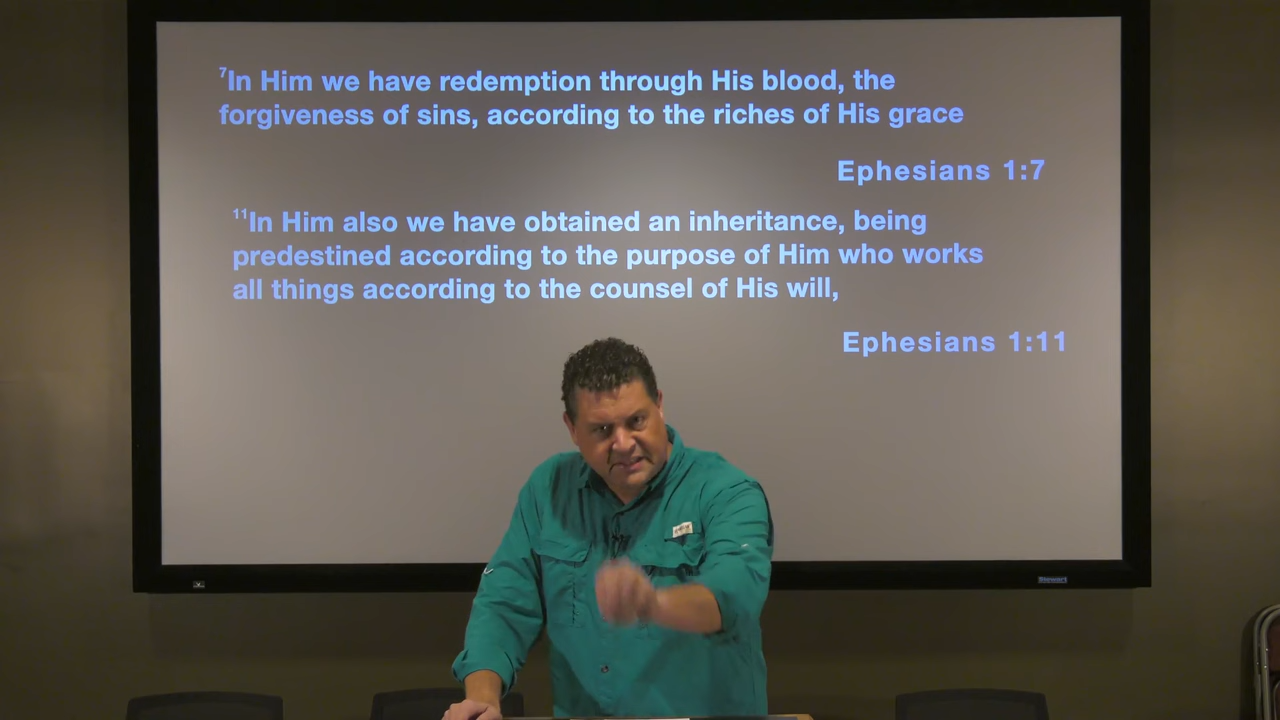 ⁷In Him we have redemption through His blood, the
forgiveness of sins, according to the riches of His grace
Ephesians 1:7
¹¹In Him also we have obtained an inheritance, being
predestined according to the purpose of Him who works
all things according to the counsel of His will,
Ephesians 1:11